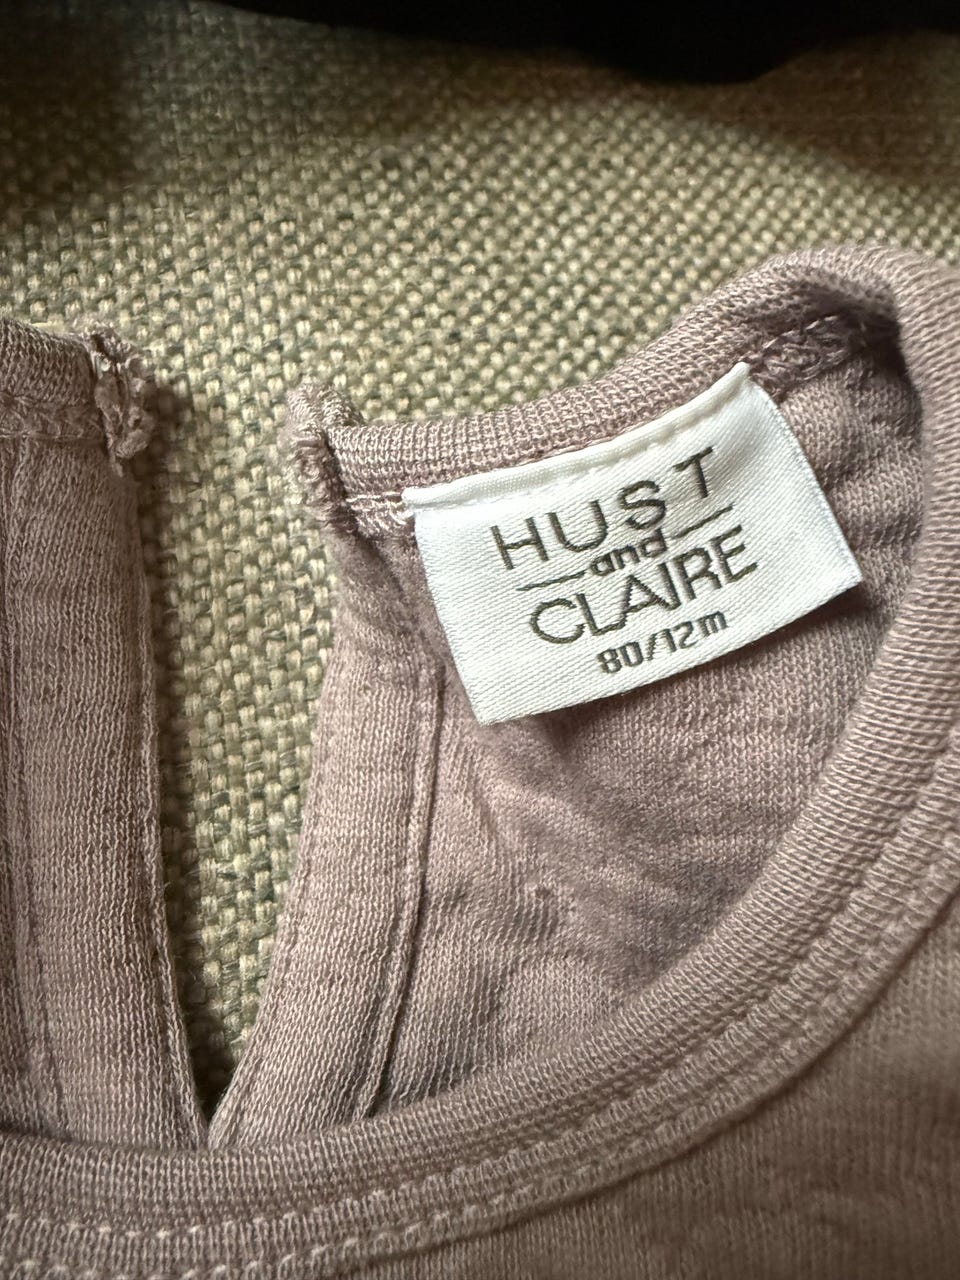 HUST
and
CLAIRE
80/12m